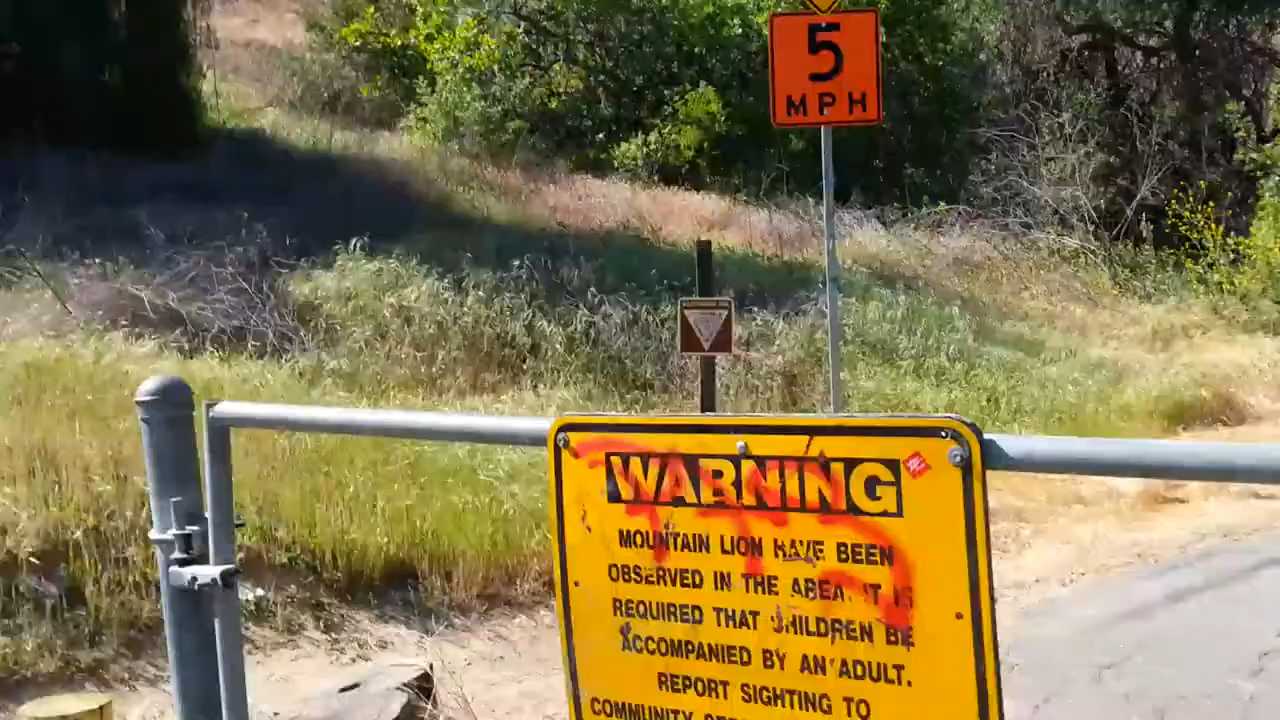 5
MPH
WARNING
MOUNTAIN LION HAVE BEEN
OBSERVED IN THE AREA. IT IS
REQUIRED THAT CHILDREN BE
ACCOMPANIED BY AN ADULT.
REPORT SIGHTING TO
COMMUNITY